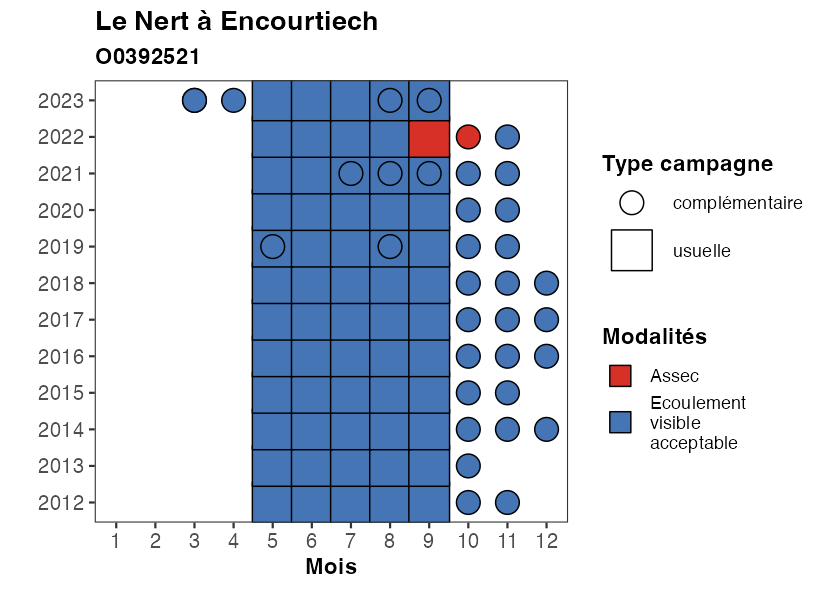 Le Nert à Encourtiech
O0392521
2023
2022
2021
2020
2019
2018
2017
2016
2015
2014
2013
2012
1 2 3 4 5 6 7 8 9 10 11 12
Mois
Type campagne
complémentaire
usuelle
Modalités
Assec
Ecoulement
visible
acceptable